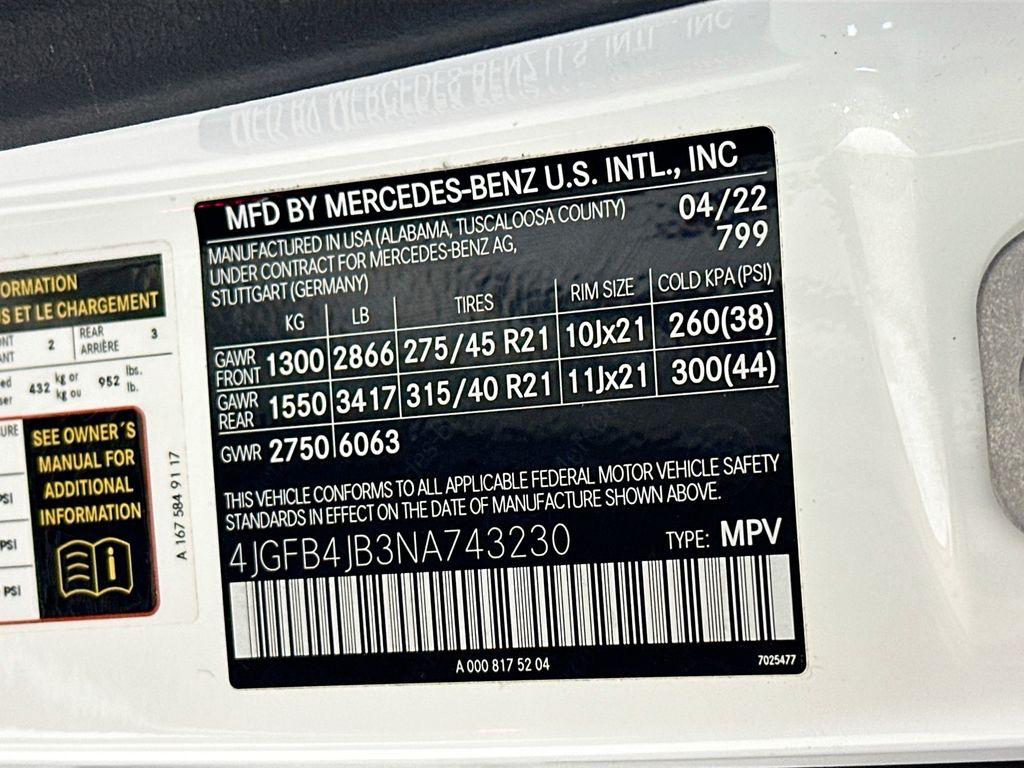 MFD BY MERCEDES-BENZ U.S. INTL., INC
MANUFACTURED IN USA (ALABAMA, TUSCALOOSA COUNTY) 04/22
UNDER CONTRACT FOR MERCEDES-BENZ AG, 799
STUTTGART (GERMANY)
KG LB TIRES RIM SIZE COLD KPA(PSI)
GAWR FRONT 1300 2866 275/45 R21 10Jx21 260(38)
GAWR REAR 1550 3417 315/40 R21 11Jx21 300(44)
GVWR 2750 6063
THIS VEHICLE CONFORMS TO ALL APPLICABLE FEDERAL MOTOR VEHICLE SAFETY
STANDARDS IN EFFECT ON THE DATE OF MANUFACTURE SHOWN ABOVE.
4JGFB4JB3NA743230 TYPE: MPV
A 000 817 52 04 7025477
ORMATION
S ET LE CHARGEMENT
2 REAR 3
ARRIÈRE
432 kg or 952 lbs.
kg ou lb.
SEE OWNER´S
MANUAL FOR
ADDITIONAL
INFORMATION
PSI
PSI
A 167 584 91 17